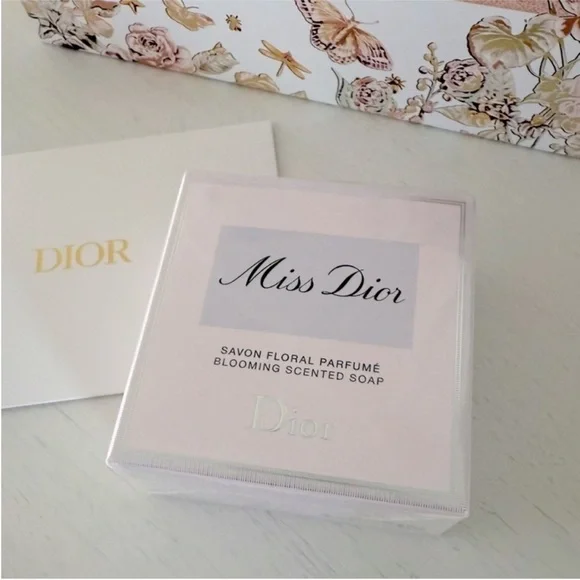 DIOR
Miss Dior
SAVON FLORAL PARFUMÉ
BLOOMING SCENTED SOAP
Dior